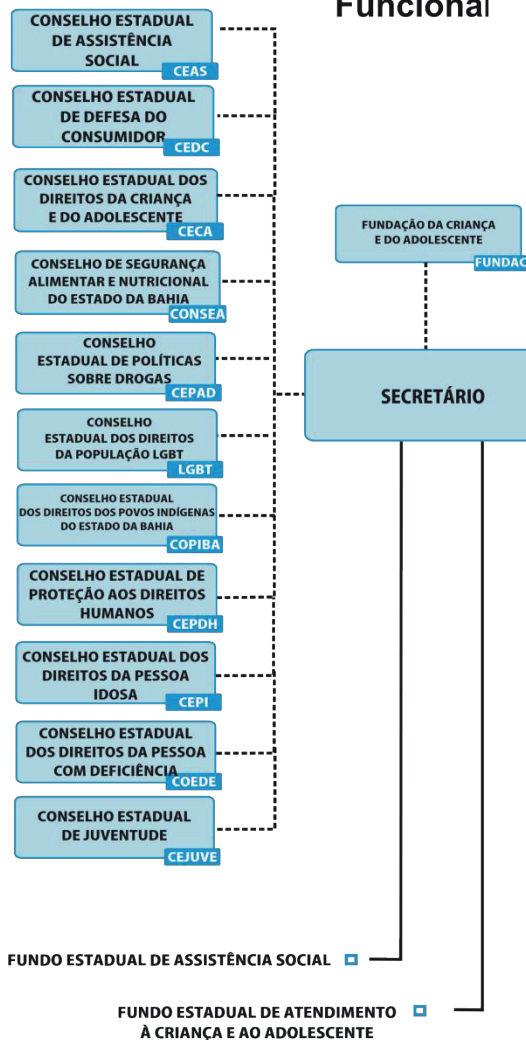 Funcional
CONSELHO ESTADUAL
DE ASSISTÊNCIA
SOCIAL
CEAS
CONSELHO ESTADUAL
DE DEFESA DO
CONSUMIDOR
CEDC
CONSELHO ESTADUAL DOS
DIREITOS DA CRIANÇA
E DO ADOLESCENTE
CECA
FUNDAÇÃO DA CRIANÇA
E DO ADOLESCENTE
FUNDAC
CONSELHO DE SEGURANÇA
ALIMENTAR E NUTRICIONAL
DO ESTADO DA BAHIA
CONSEA
CONSELHO
ESTADUAL DE POLÍTICAS
SOBRE DROGAS
CEPAD
SECRETÁRIO
CONSELHO
ESTADUAL DOS DIREITOS
DA POPULAÇÃO LGBT
LGBT
CONSELHO ESTADUAL
DOS DIREITOS DOS POVOS INDÍGENAS
DO ESTADO DA BAHIA
COPIBA
CONSELHO ESTADUAL DE
PROTEÇÃO AOS DIREITOS
HUMANOS
CEPDH
CONSELHO ESTADUAL DOS
DIREITOS DA PESSOA
IDOSA
CEPI
CONSELHO ESTADUAL
DOS DIREITOS DA PESSOA
COM DEFICIÊNCIA
COEDE
CONSELHO ESTADUAL
DE JUVENTUDE
CEJUVE
FUNDO ESTADUAL DE ASSISTÊNCIA SOCIAL
FUNDO ESTADUAL DE ATENDIMENTO
À CRIANÇA E AO ADOLESCENTE